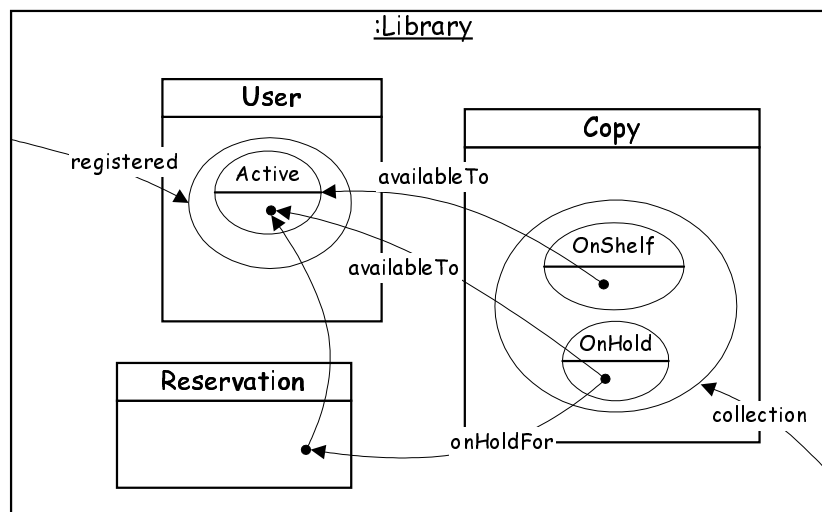 :Library
User
Copy
registered
Active
availableTo
OnShelf
availableTo
OnHold
Reservation
collection
onHoldFor